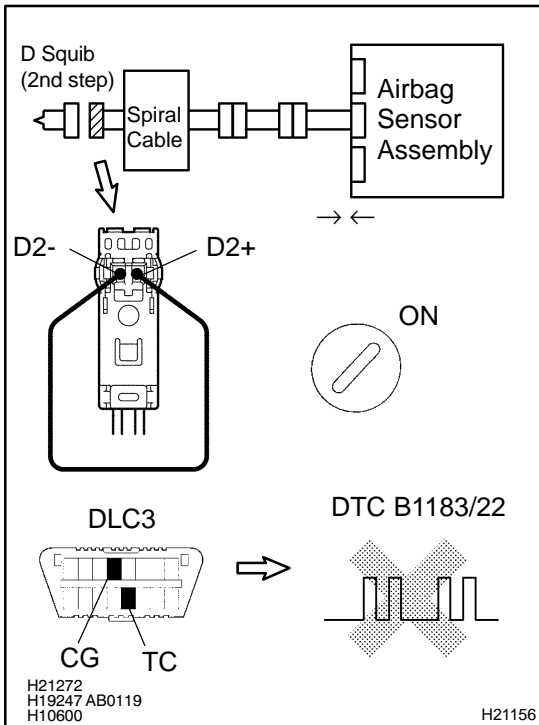 D Squib
(2nd step)
Spiral
Cable
Airbag
Sensor
Assembly
D2-
D2+
ON
DLC3
DTC B1183/22
CG
TC
H21272
H19247 AB0119
H10600
H21156